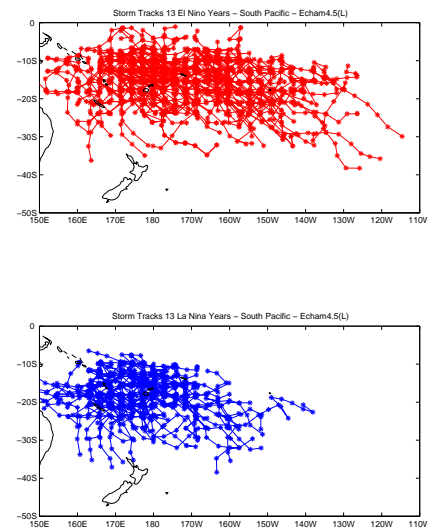 Storm Tracks 13 El Nino Years − South Pacific − Echam4.5(L)
0
−10S
−20S
−30S
−40S
−50S
150E 160E 170E 180 170W 160W 150W 140W 130W 120W 110W
Storm Tracks 13 La Nina Years − South Pacific − Echam4.5(L)
0
−10S
−20S
−30S
−40S
−50S
150E 160E 170E 180 170W 160W 150W 140W 130W 120W 110W